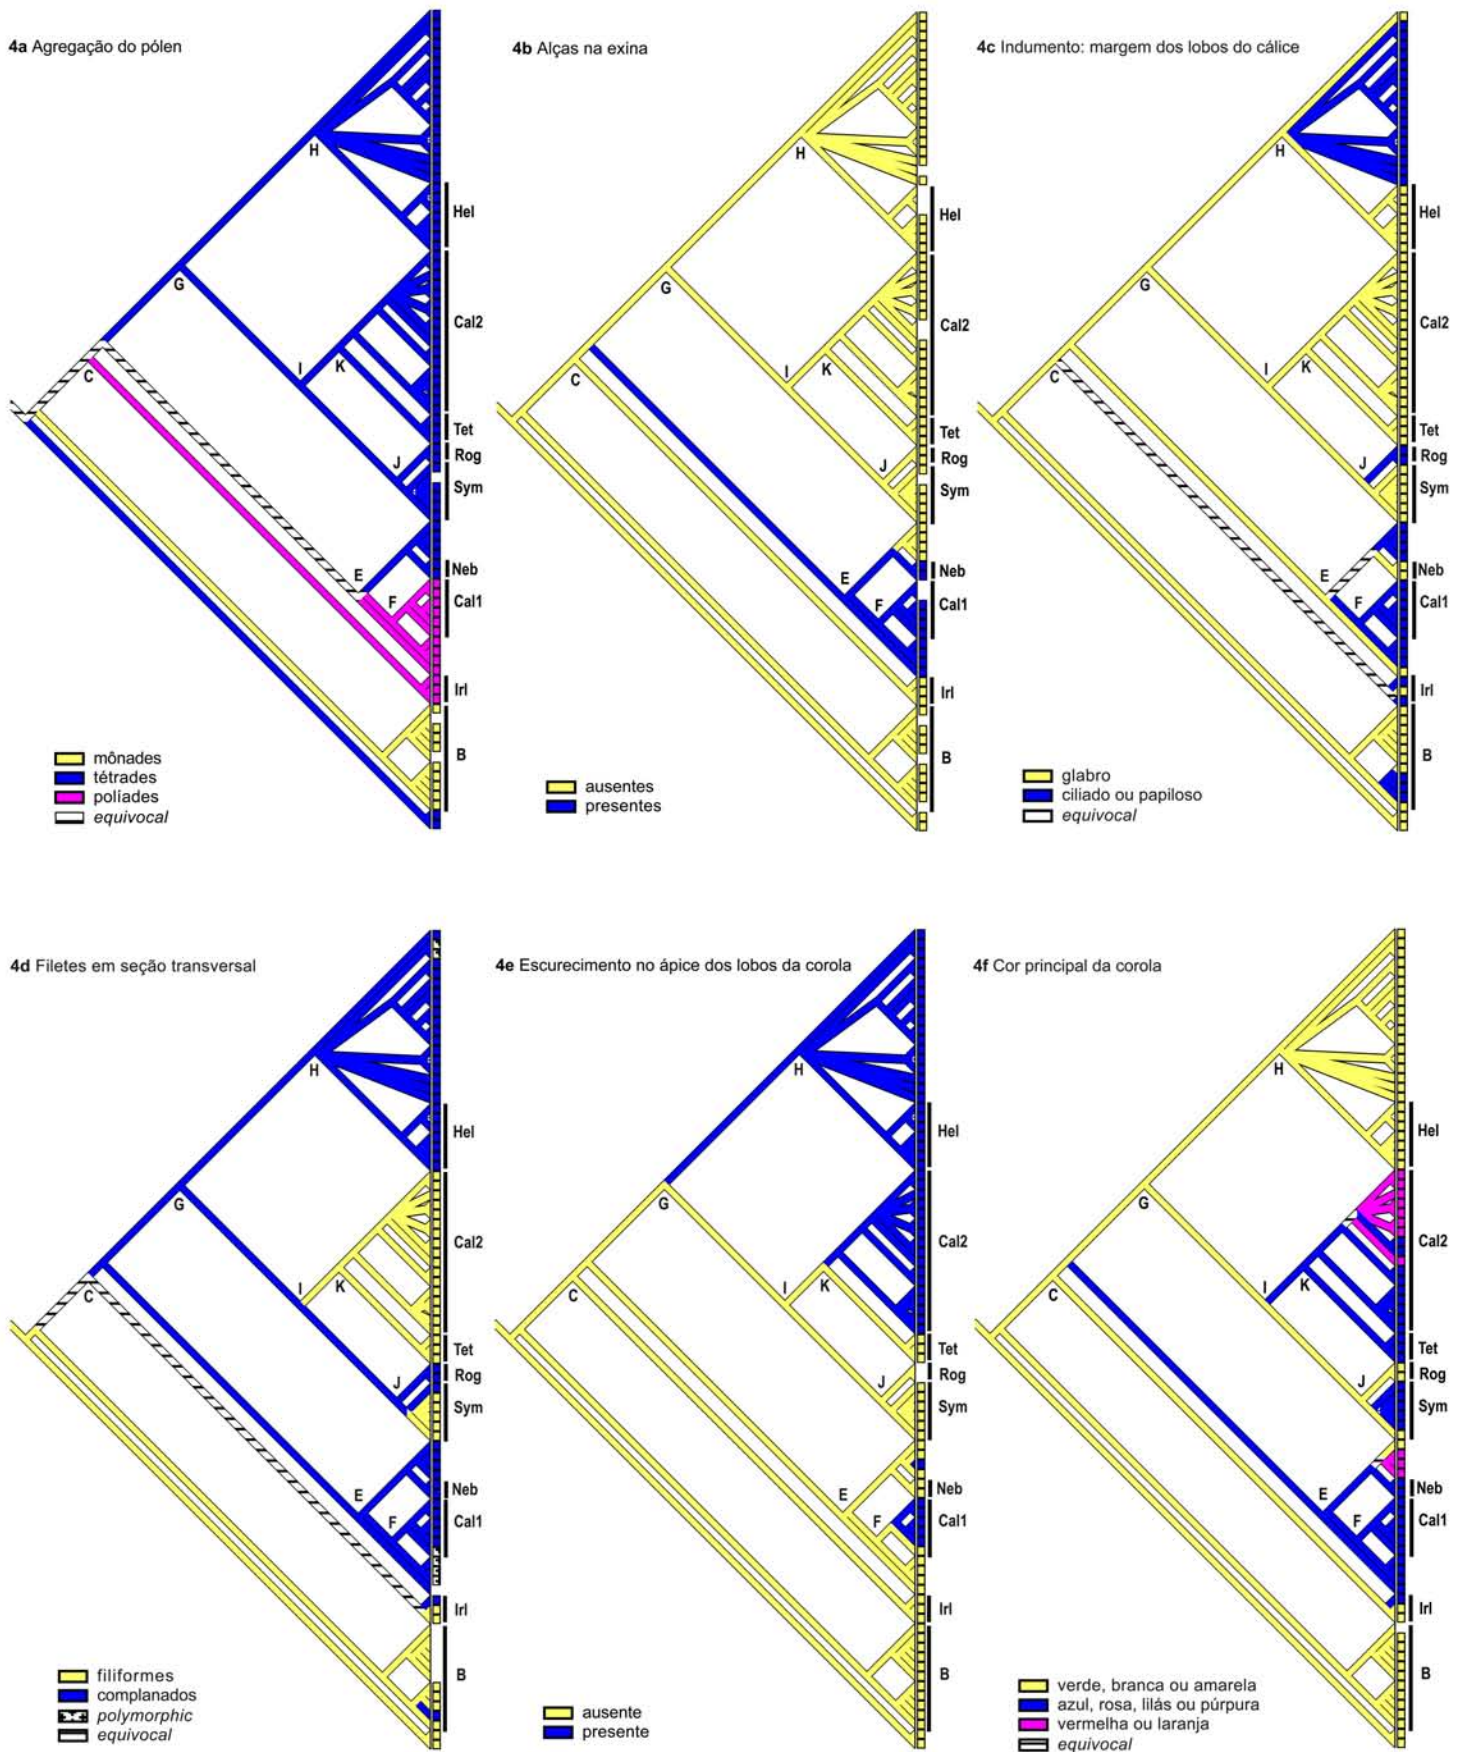 4a Agregação do pólen
H
Hel
G
Cal2
I
K
C
Tet
J
Rog
Sym
E
Neb
F
Cal1
Irl
B
mônades
tétrades
políades
equivocal
4b Alças na exina
H
Hel
G
Cal2
I
K
C
Tet
J
Rog
Sym
E
Neb
F
Cal1
Irl
B
ausentes
presentes
4c Indumento: margem dos lobos do cálice
H
Hel
G
Cal2
I
K
C
Tet
J
Rog
Sym
E
Neb
F
Cal1
Irl
B
glabro
ciliado ou papiloso
equivocal
4d Filetes em seção transversal
H
Hel
G
Cal2
I
K
C
Tet
J
Rog
Sym
E
Neb
F
Cal1
Irl
B
filiformes
complanados
polymorphic
equivocal
4e Escurecimento no ápice dos lobos da corola
H
Hel
G
Cal2
I
K
C
Tet
J
Rog
Sym
E
Neb
F
Cal1
Irl
B
ausente
presente
4f Cor principal da corola
H
Hel
G
Cal2
I
K
C
Tet
J
Rog
Sym
E
Neb
F
Cal1
Irl
B
verde, branca ou amarela
azul, rosa, lilás ou púrpura
vermelha ou laranja
equivocal